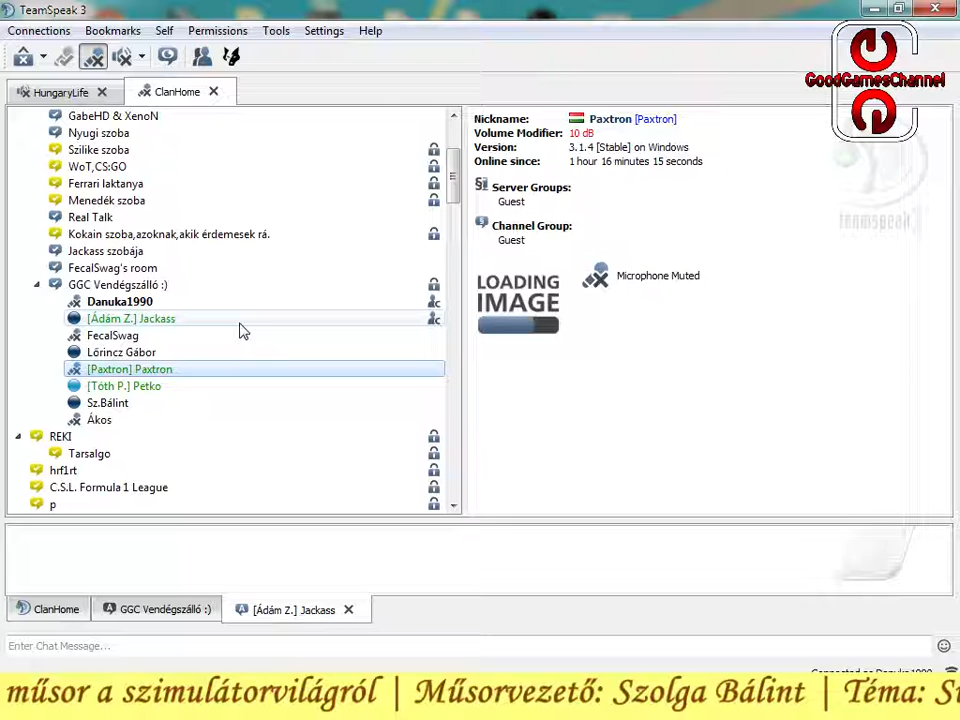 TeamSpeak 3
Connections Bookmarks Self Permissions Tools Settings Help
HungaryLife ClanHome
GoodGamesChannel
GabeHD & XenoN
Nyugi szoba
Szilike szoba
WoT,CS:GO
Ferrari laktanya
Menedék szoba
Real Talk
Kokain szoba,azoknak,akik érdemesek rá.
Jackass szobája
FecalSwag's room
GGC Vendégszálló :)
Danuka1990
[Ádám Z.] Jackass
FecalSwag
Lőrincz Gábor
[Paxtron] Paxtron
[Tóth P.] Petko
Sz.Bálint
Ákos
REKI
Tarsalgo
hrf1rt
C.S.L. Formula 1 League
p
Nickname: Paxtron [Paxtron]
Volume Modifier: 10 dB
Version: 3.1.4 [Stable] on Windows
Online since: 1 hour 16 minutes 15 seconds
Server Groups:
Guest
Channel Group:
Guest
LOADING
IMAGE
Microphone Muted
teamspeak
ClanHome GGC Vendégszálló :) [Ádám Z.] Jackass
Enter Chat Message...
műsor a szimulátorvilágról | Műsorvezető: Szolga Bálint | Téma: